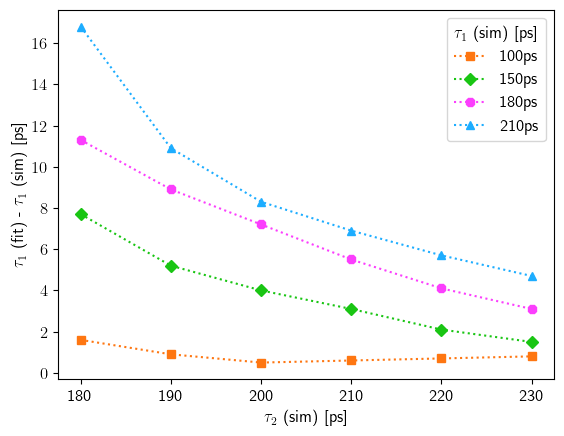 τ₁ (fit) - τ₁ (sim) [ps]
16
14
12
10
8
6
4
2
0
τ₁ (sim) [ps]
100ps
150ps
180ps
210ps
180 190 200 210 220 230
τ₂ (sim) [ps]